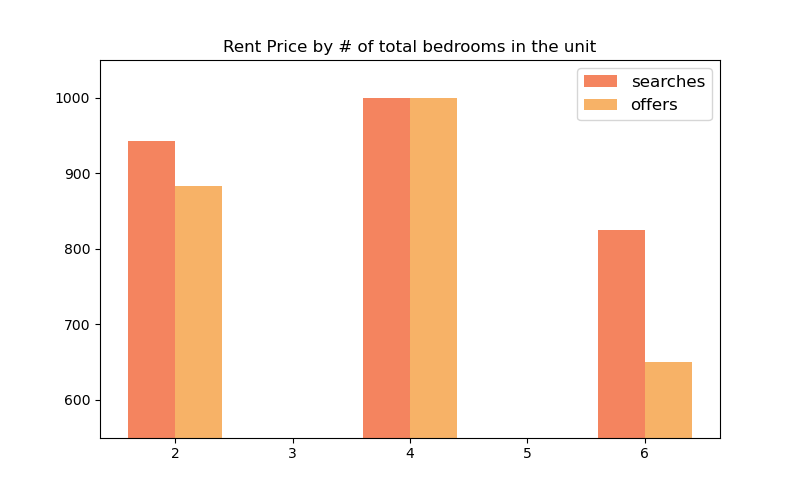 Rent Price by # of total bedrooms in the unit
searches
offers
1000
900
800
700
600
2 3 4 5 6